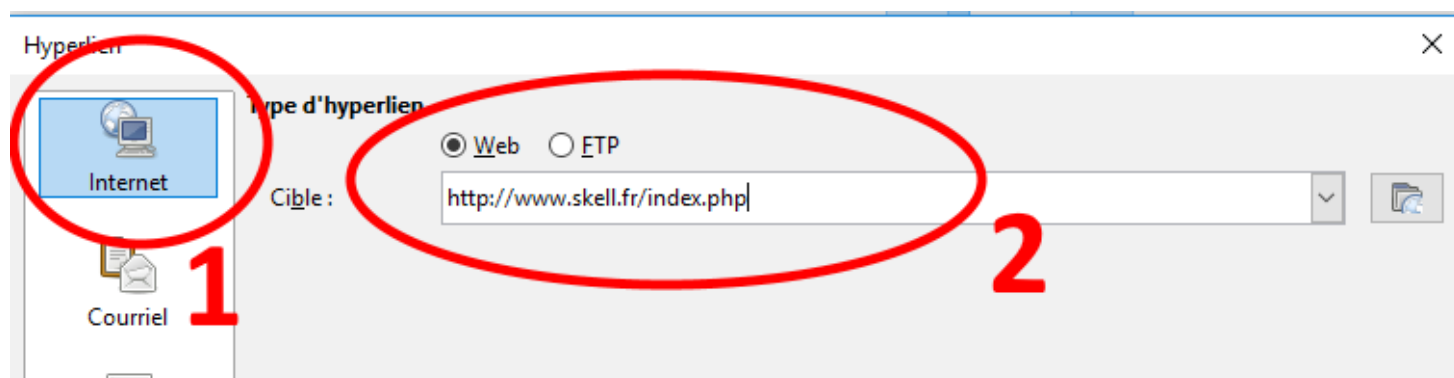 Hyperlien
Type d'hyperlien
Internet
Web FTP
Cible :
http://www.skell.fr/index.php
1
2
Courriel